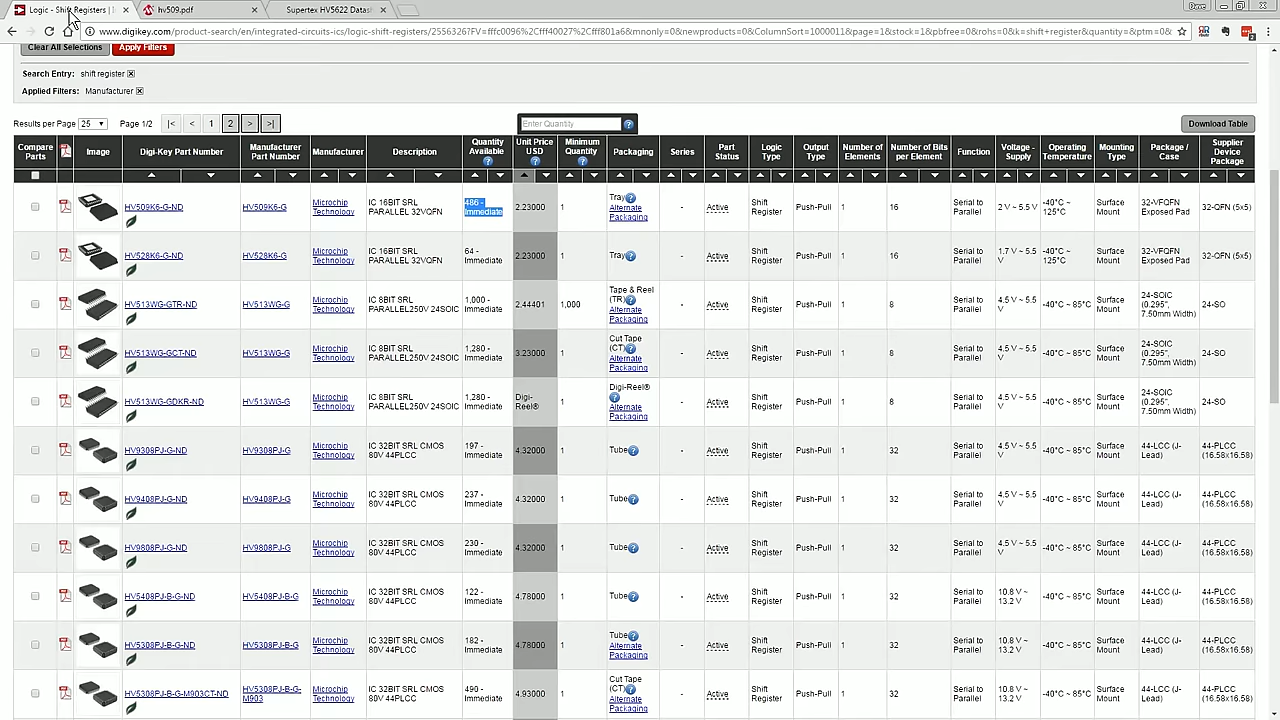 Logic - Shift Registers | 
hv509.pdf
Supertex HV5622 Datash
Dave
www.digikey.com/product-search/en/integrated-circuits-ics/logic-shift-registers/2556326?FV=fffc0096%2Cfff40027%2Cfff801a6&mnonly=0&newproducts=0&ColumnSort=1000011&page=1&stock=1&pbfree=0&rohs=0&k=shift+register&quantity=&ptm=0&
Clear All Selections Apply Filters
Search Entry: shift register
Applied Filters: Manufacturer
Results per Page 25 Page 1/2 |< < 1 2 > >| Enter Quantity Download Table
Compare Parts Image Digi-Key Part Number Manufacturer Part Number Manufacturer Description Quantity Available Unit Price USD Minimum Quantity Packaging Series Part Status Logic Type Output Type Number of Elements Number of Bits per Element Function Voltage - Supply Operating Temperature Mounting Type Package / Case Supplier Device Package
HV509K6-G-ND HV509K6-G Microchip Technology IC 16BIT SRL PARALLEL 32VQFN 486 - Immediate 2.23000 1 Tray Alternate Packaging - Active Shift Register Push-Pull 1 16 Serial to Parallel 2 V ~ 5.5 V -40°C ~ 125°C Surface Mount 32-VFQFN Exposed Pad 32-QFN (5x5)
HV528K6-G-ND HV528K6-G Microchip Technology IC 16BIT SRL PARALLEL 32VQFN 64 - Immediate 2.23000 1 Tray - Active Shift Register Push-Pull 1 16 Serial to Parallel 1.7 V ~ 5.5 V -40°C ~ 125°C Surface Mount 32-VFQFN Exposed Pad 32-QFN (5x5)
HV513WG-GTR-ND HV513WG-G Microchip Technology IC 8BIT SRL PARALLEL250V 24SOIC 1,000 - Immediate 2.44401 1,000 Tape & Reel (TR) Alternate Packaging - Active Shift Register Push-Pull 1 8 Serial to Parallel 4.5 V ~ 5.5 V -40°C ~ 85°C Surface Mount 24-SOIC (0.295", 7.50mm Width) 24-SO
HV513WG-GCT-ND HV513WG-G Microchip Technology IC 8BIT SRL PARALLEL250V 24SOIC 1,280 - Immediate 3.23000 1 Cut Tape (CT) Alternate Packaging - Active Shift Register Push-Pull 1 8 Serial to Parallel 4.5 V ~ 5.5 V -40°C ~ 85°C Surface Mount 24-SOIC (0.295", 7.50mm Width) 24-SO
HV513WG-GDKR-ND HV513WG-G Microchip Technology IC 8BIT SRL PARALLEL250V 24SOIC 1,280 - Immediate Digi-Reel® 1 Digi-Reel® Alternate Packaging - Active Shift Register Push-Pull 1 8 Serial to Parallel 4.5 V ~ 5.5 V -40°C ~ 85°C Surface Mount 24-SOIC (0.295", 7.50mm Width) 24-SO
HV9308PJ-G-ND HV9308PJ-G Microchip Technology IC 32BIT SRL CMOS 80V 44PLCC 197 - Immediate 4.32000 1 Tube - Active Shift Register Push-Pull 1 32 Serial to Parallel 4.5 V ~ 5.5 V -40°C ~ 85°C Surface Mount 44-LCC (J-Lead) 44-PLCC (16.58x16.58)
HV9408PJ-G-ND HV9408PJ-G Microchip Technology IC 32BIT SRL CMOS 80V 44PLCC 237 - Immediate 4.32000 1 Tube - Active Shift Register Push-Pull 1 32 Serial to Parallel 4.5 V ~ 5.5 V -40°C ~ 85°C Surface Mount 44-LCC (J-Lead) 44-PLCC (16.58x16.58)
HV9808PJ-G-ND HV9808PJ-G Microchip Technology IC 32BIT SRL CMOS 80V 44PLCC 230 - Immediate 4.32000 1 Tube - Active Shift Register Push-Pull 1 32 Serial to Parallel 4.5 V ~ 5.5 V -40°C ~ 85°C Surface Mount 44-LCC (J-Lead) 44-PLCC (16.58x16.58)
HV5408PJ-B-G-ND HV5408PJ-B-G Microchip Technology IC 32BIT SRL CMOS 80V 44PLCC 122 - Immediate 4.78000 1 Tube - Active Shift Register Push-Pull 1 32 Serial to Parallel 10.8 V ~ 13.2 V -40°C ~ 85°C Surface Mount 44-LCC (J-Lead) 44-PLCC (16.58x16.58)
HV5308PJ-B-G-ND HV5308PJ-B-G Microchip Technology IC 32BIT SRL CMOS 80V 44PLCC 182 - Immediate 4.78000 1 Tube Alternate Packaging - Active Shift Register Push-Pull 1 32 Serial to Parallel 10.8 V ~ 13.2 V -40°C ~ 85°C Surface Mount 44-LCC (J-Lead) 44-PLCC (16.58x16.58)
HV5308PJ-B-G-M903CT-ND HV5308PJ-B-G-M903 Microchip Technology IC 32BIT SRL CMOS 80V 44PLCC 490 - Immediate 4.93000 1 Cut Tape (CT) Alternate Packaging - Active Shift Register Push-Pull 1 32 Serial to Parallel 10.8 V ~ 13.2 V -40°C ~ 85°C Surface Mount 44-LCC (J-Lead) 44-PLCC (16.58x16.58)